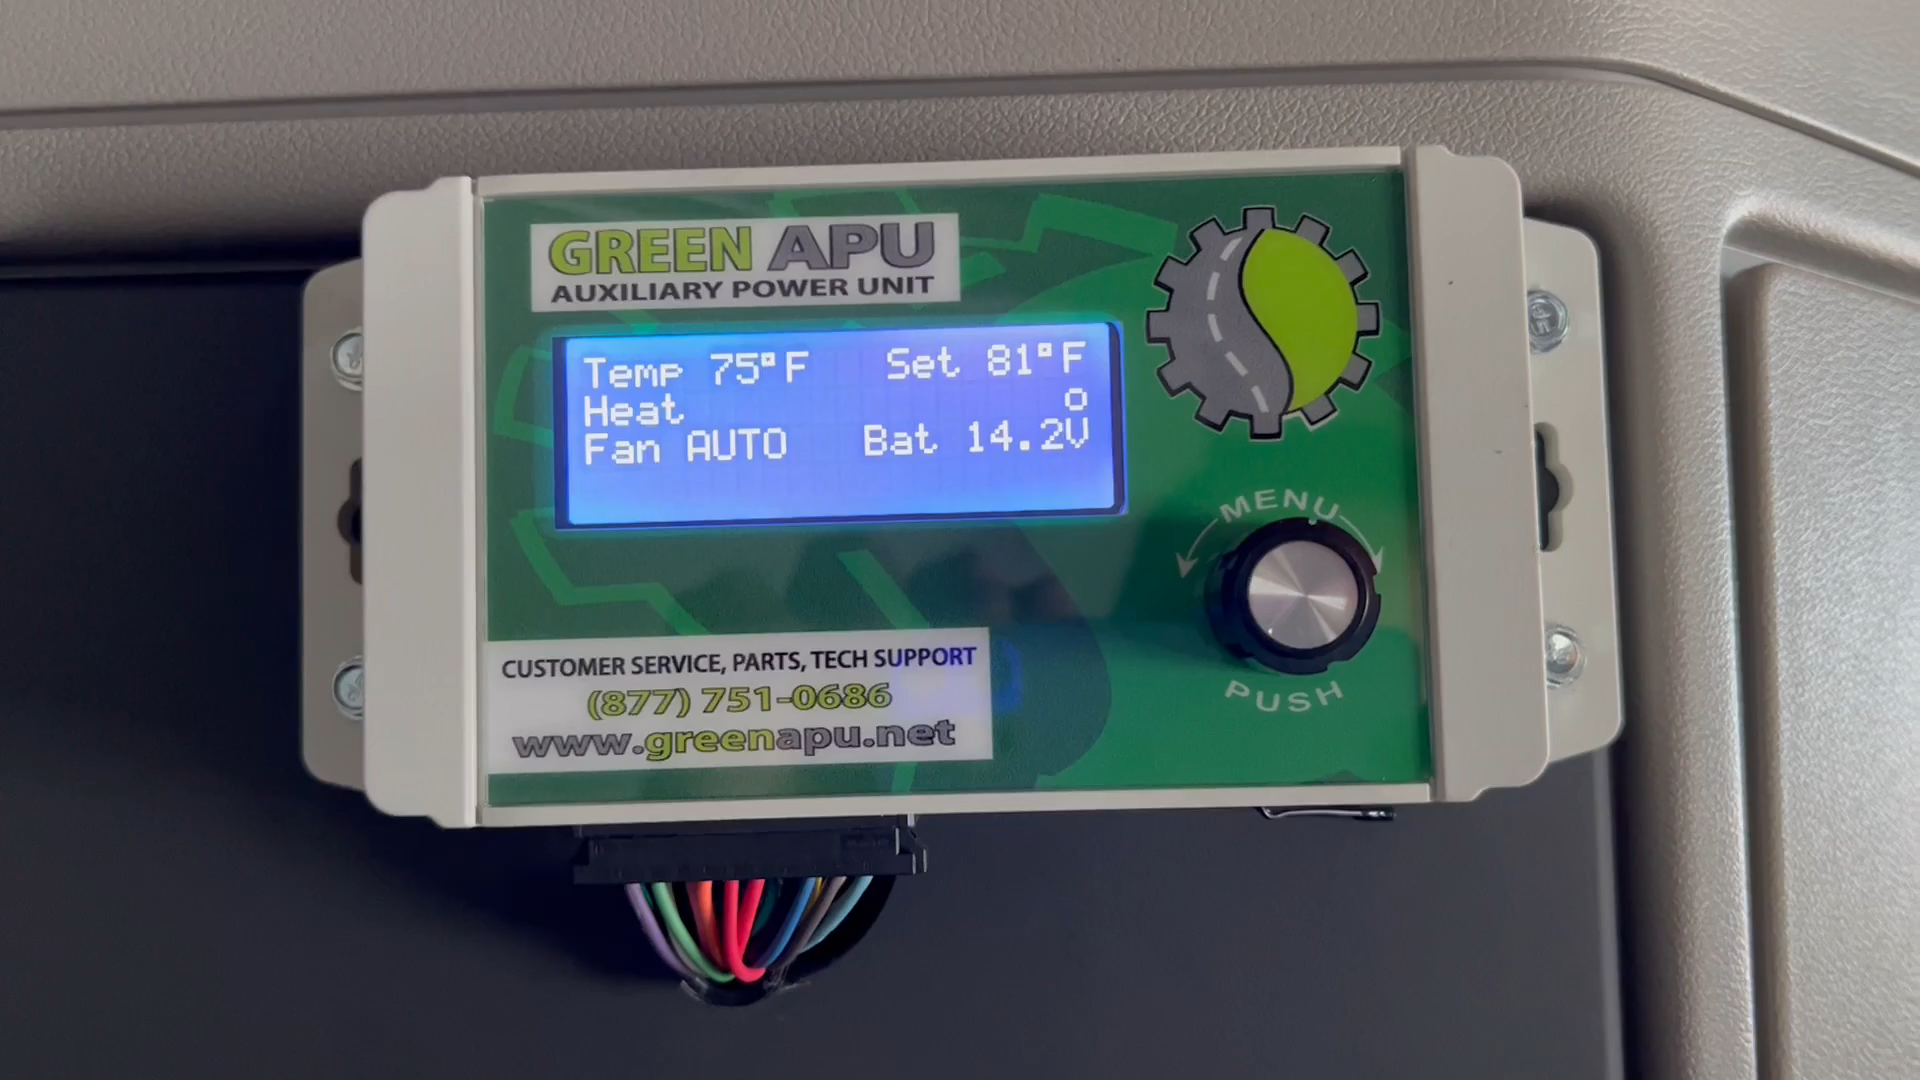 GREEN APU
AUXILIARY POWER UNIT
Temp 75°F Set 81°F
Heat o
Fan AUTO Bat 14.2V
MENU
PUSH
CUSTOMER SERVICE, PARTS, TECH SUPPORT
(877) 751-0686
www.greenapu.net